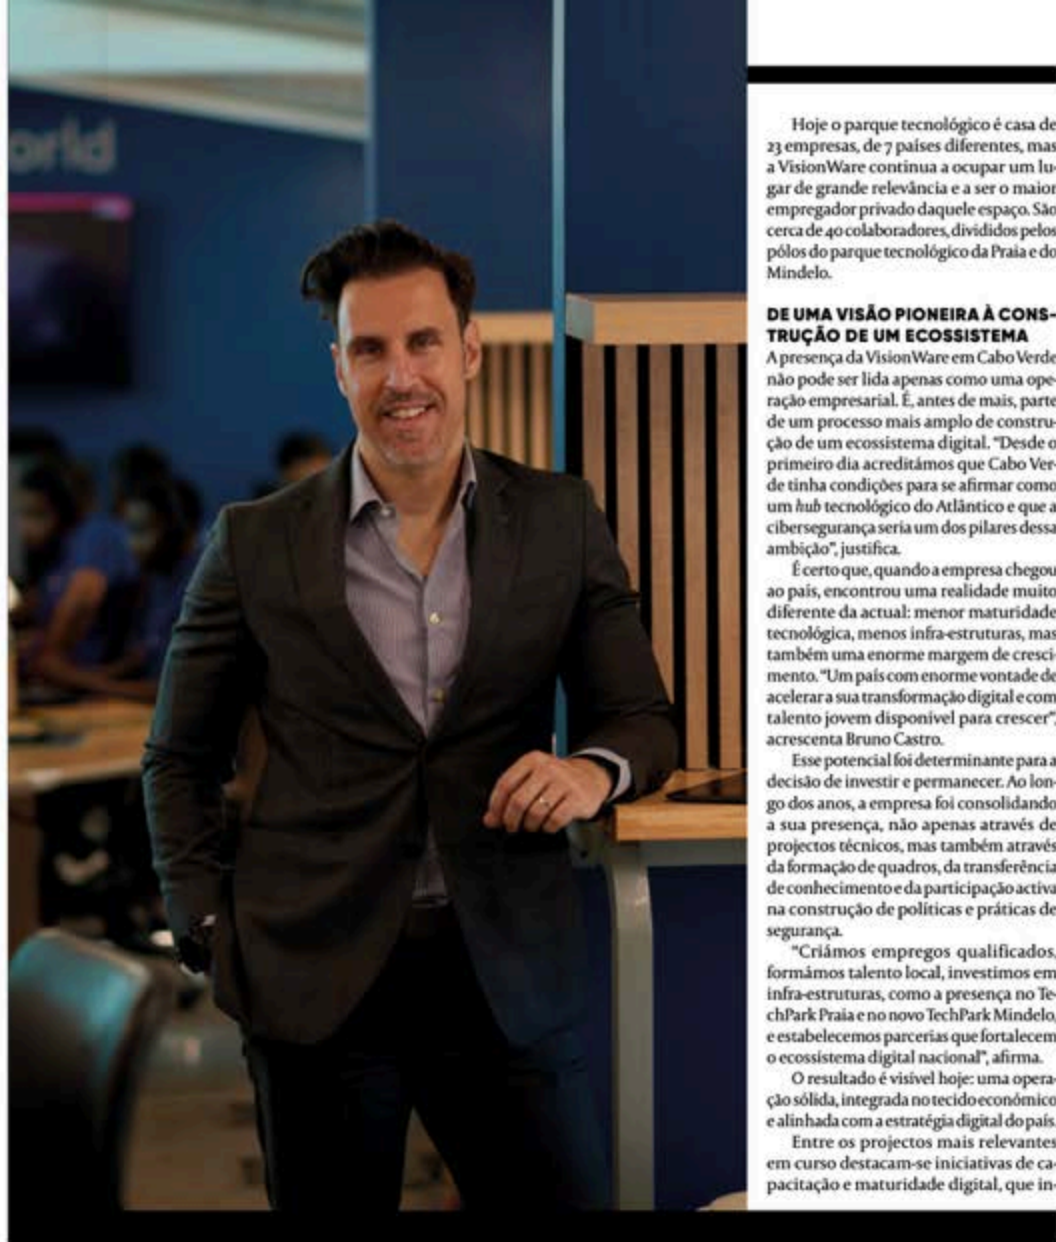 orld
Hoje o parque tecnológico é casa de
23 empresas, de 7 países diferentes, mas
a VisionWare continua a ocupar um lu-
gar de grande relevância e a ser o maior
empregador privado daquele espaço. São
cerca de 40 colaboradores, divididos pelos
pólos do parque tecnológico da Praia e do
Mindelo.
DE UMA VISÃO PIONEIRA À CONS-
TRUÇÃO DE UM ECOSSISTEMA
A presença da VisionWare em Cabo Verde
não pode ser lida apenas como uma ope-
ração empresarial. É, antes de mais, parte
de um processo mais amplo de constru-
ção de um ecossistema digital. “Desde o
primeiro dia acreditámos que Cabo Ver-
de tinha condições para se afirmar como
um hub tecnológico do Atlântico e que a
cibersegurança seria um dos pilares dessa
ambição”, justifica.
É certo que, quando a empresa chegou
ao país, encontrou uma realidade muito
diferente da actual: menor maturidade
tecnológica, menos infra-estruturas, mas
também uma enorme margem de cresci-
mento. “Um país com enorme vontade de
acelerar a sua transformação digital e com
talento jovem disponível para crescer”,
acrescenta Bruno Castro.
Esse potencial foi determinante para a
decisão de investir e permanecer. Ao lon-
go dos anos, a empresa foi consolidando
a sua presença, não apenas através de
projectos técnicos, mas também através
da formação de quadros, da transferência
de conhecimento e da participação activa
na construção de políticas e práticas de
segurança.
“Criámos empregos qualificados,
formámos talento local, investimos em
infra-estruturas, como a presença no Te-
chPark Praia e no novo TechPark Mindelo,
e estabelecemos parcerias que fortalecem
o ecossistema digital nacional”, afirma.
O resultado é visível hoje: uma opera-
ção sólida, integrada no tecido económico
e alinhada com a estratégia digital do país.
Entre os projectos mais relevantes
em curso destacam-se iniciativas de ca-
pacitação e maturidade digital, que in-